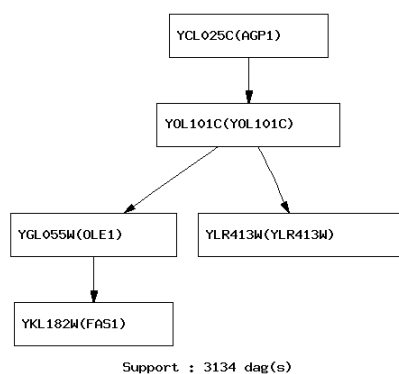 YCL025C(AGP1)
YOL101C(YOL101C)
YGL055W(OLE1)
YLR413W(YLR413W)
YKL182W(FAS1)
Support : 3134 dag(s)